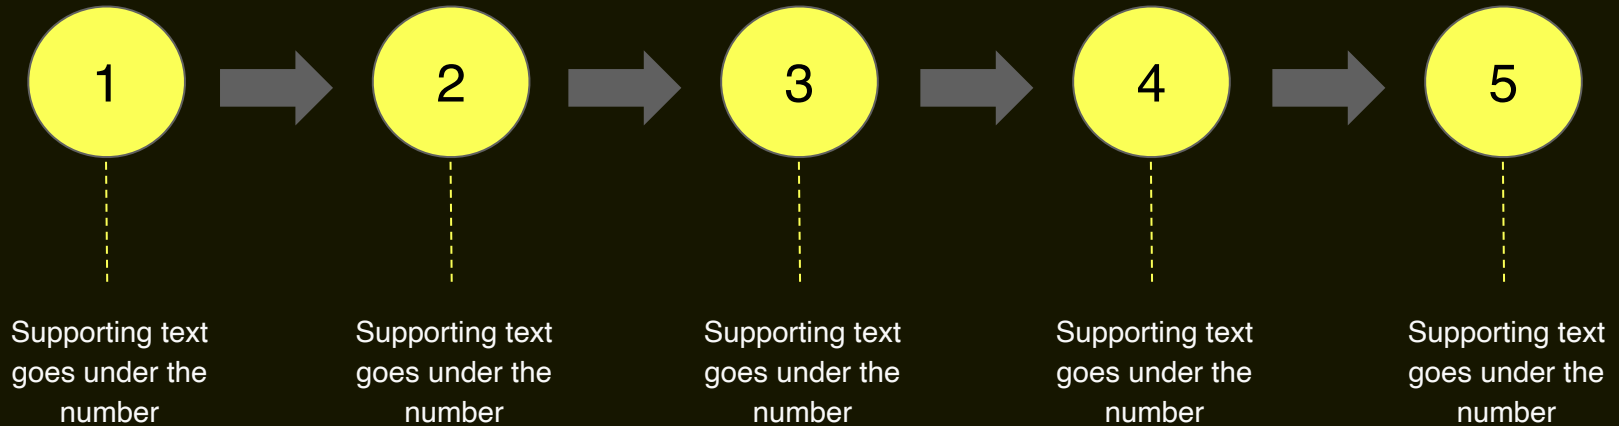 1
2
3
4
5
Supporting text
goes under the
number
Supporting text
goes under the
number
Supporting text
goes under the
number
Supporting text
goes under the
number
Supporting text
goes under the
number